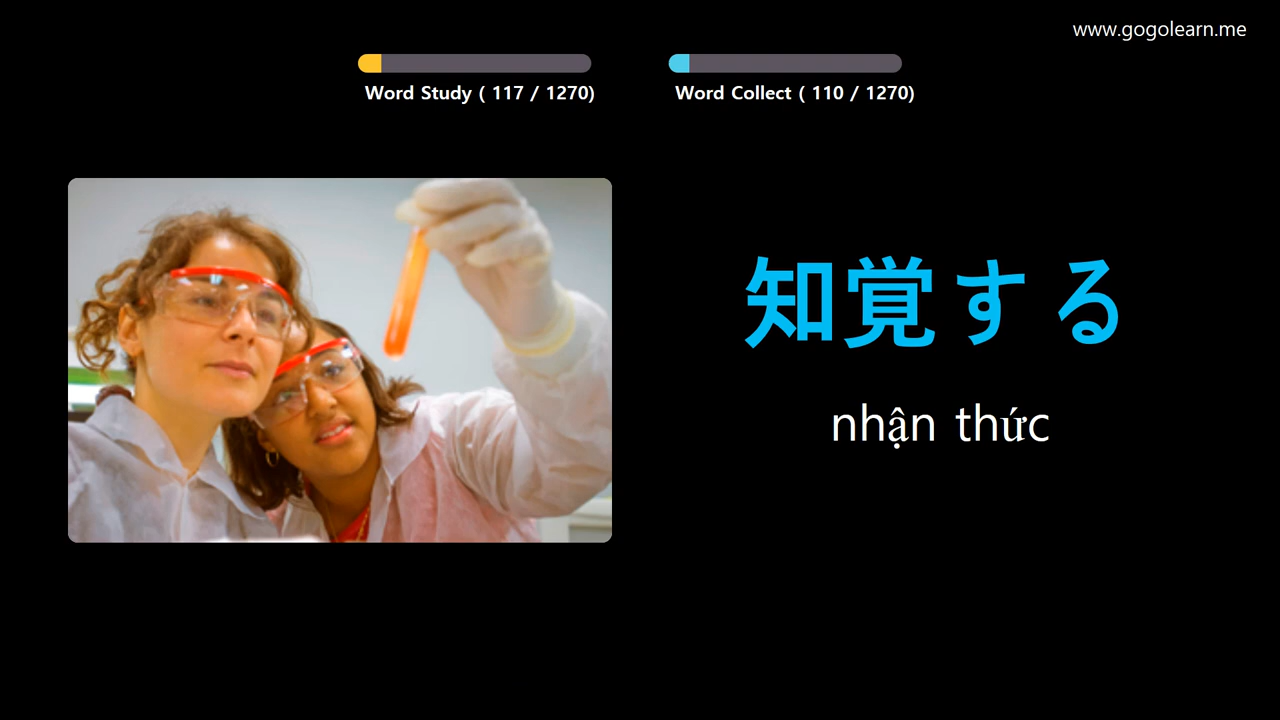 www.gogolearn.me
Word Study ( 117 / 1270)
Word Collect ( 110 / 1270)
知覚する
nhận thức